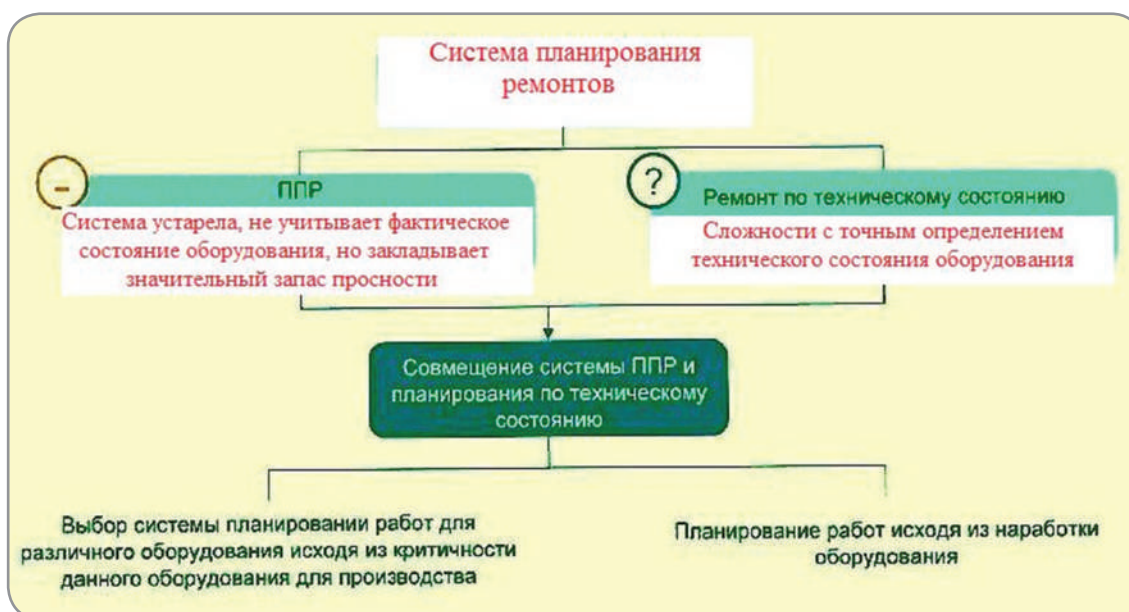 Система планирования
ремонтов
–
ППР
Система устарела, не учитывает фактическое
состояние оборудования, но закладывает
значительный запас просности
?
Ремонт по техническому состоянию
Сложности с точным определением
технического состояния оборудования
Совмещение системы ППР и
планирования по техническому
состоянию
Выбор системы планировании работ для
различного оборудования исходя из критичности
данного оборудования для производства
Планирование работ исходя из наработки
оборудования